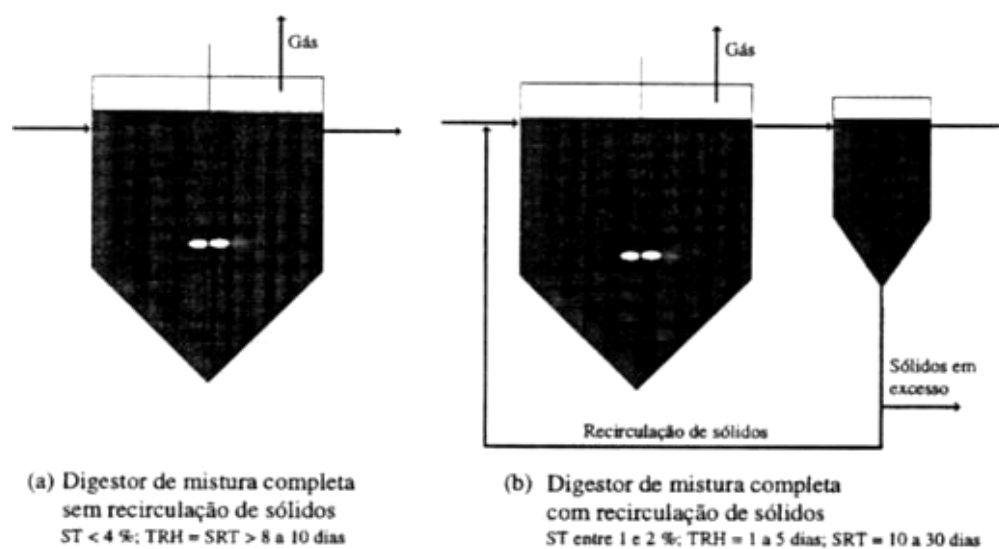 Gás
Gás
Sólidos em
excesso
Recirculação de sólidos
(a) Digestor de mistura completa
sem recirculação de sólidos
ST < 4 %; TRH = SRT > 8 a 10 dias
(b) Digestor de mistura completa
com recirculação de sólidos
ST entre 1 e 2 %; TRH = 1 a 5 dias; SRT = 10 a 30 dias